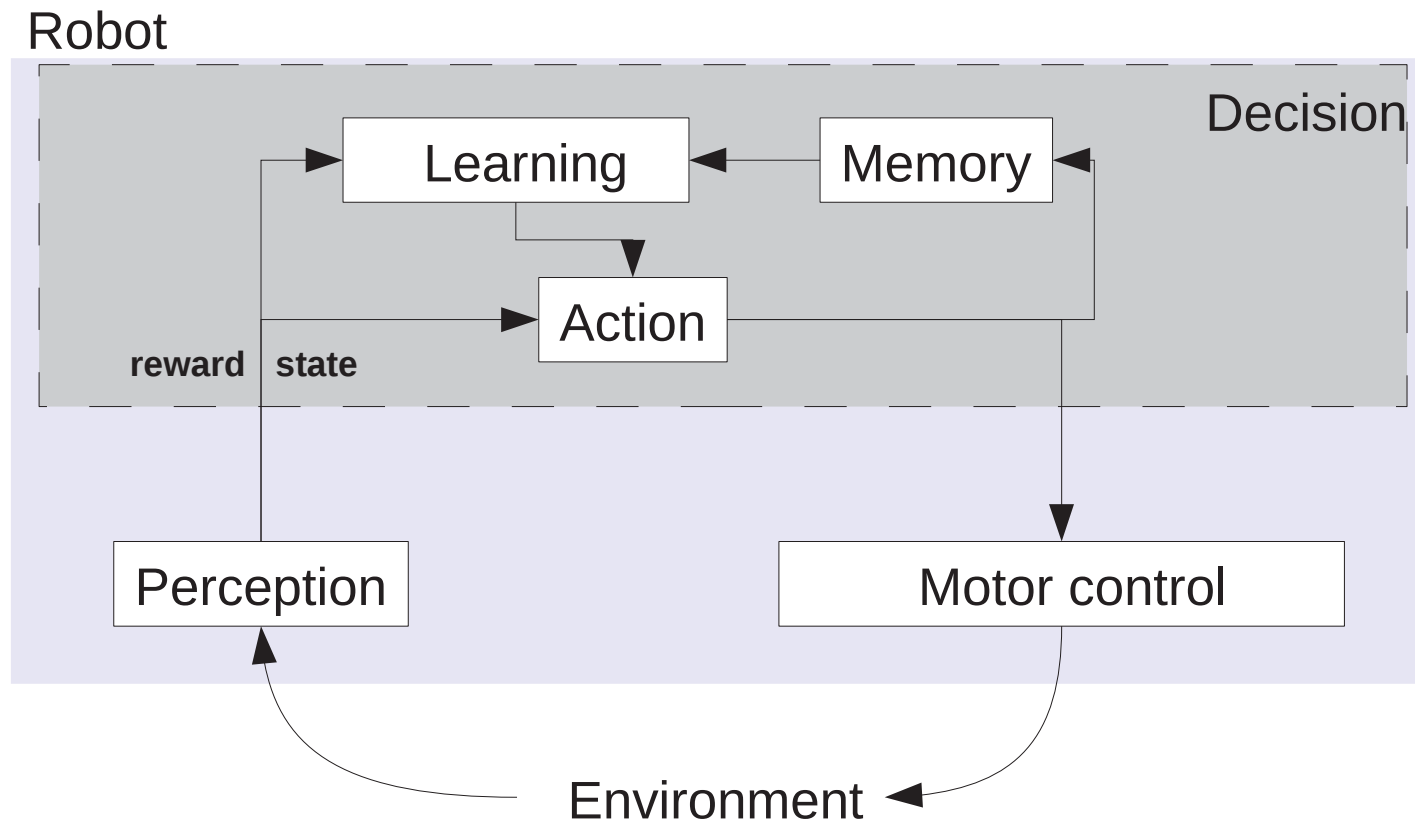 Robot
Decision
Learning
Memory
Action
reward
state
Perception
Motor control
Environment